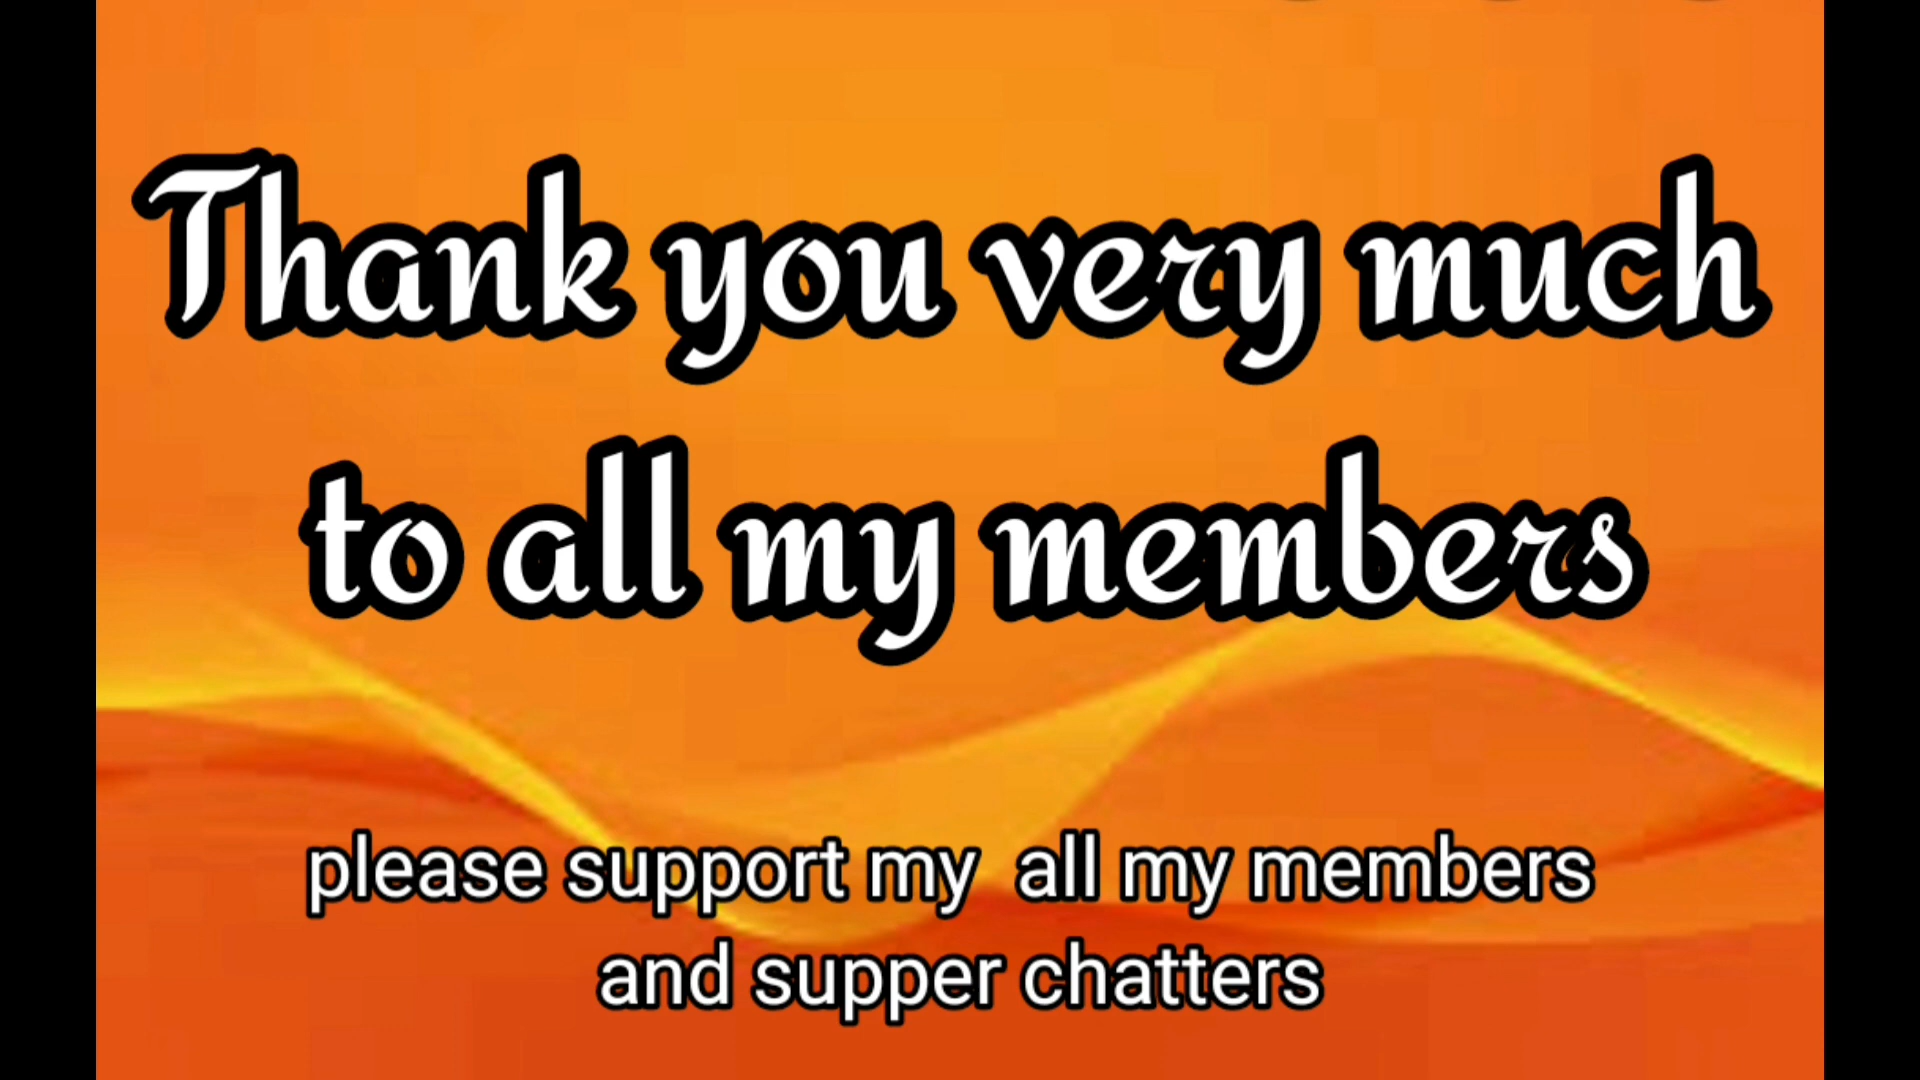 Thank you very much
to all my members
please support my  all my members
and supper chatters